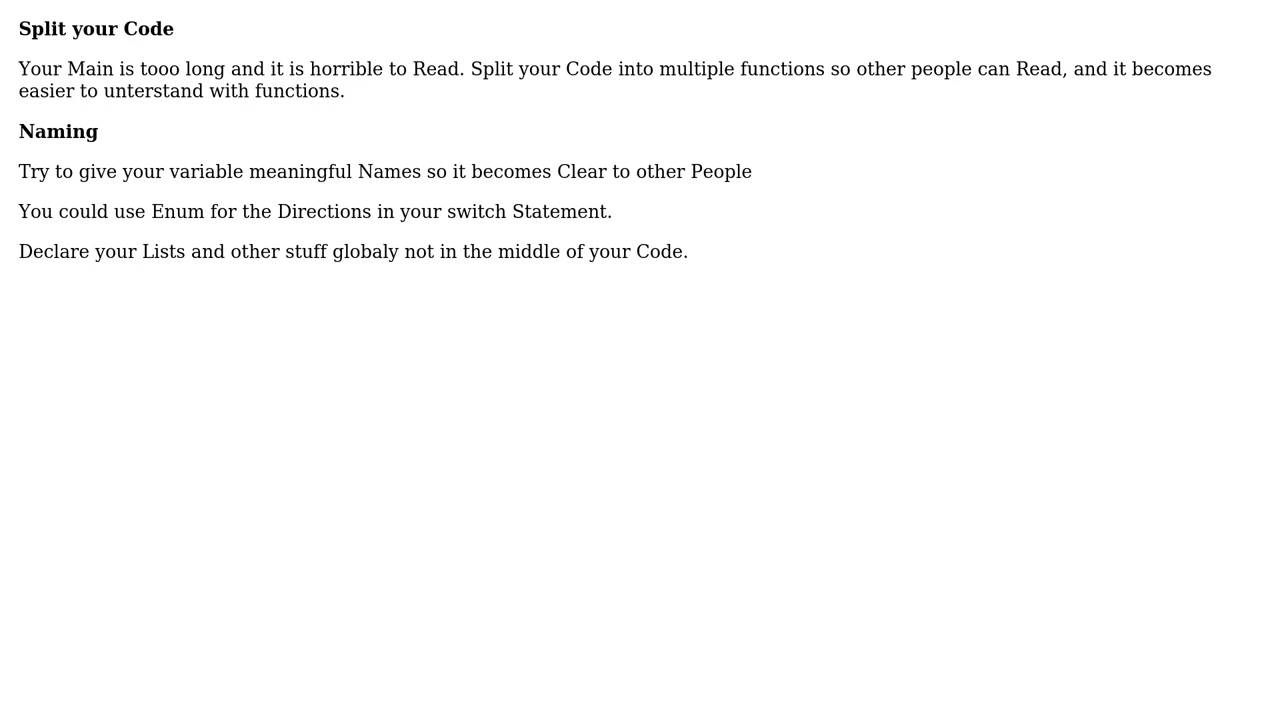 Split your Code
Your Main is tooo long and it is horrible to Read. Split your Code into multiple functions so other people can Read, and it becomes
easier to unterstand with functions.
Naming
Try to give your variable meaningful Names so it becomes Clear to other People
You could use Enum for the Directions in your switch Statement.
Declare your Lists and other stuff globaly not in the middle of your Code.